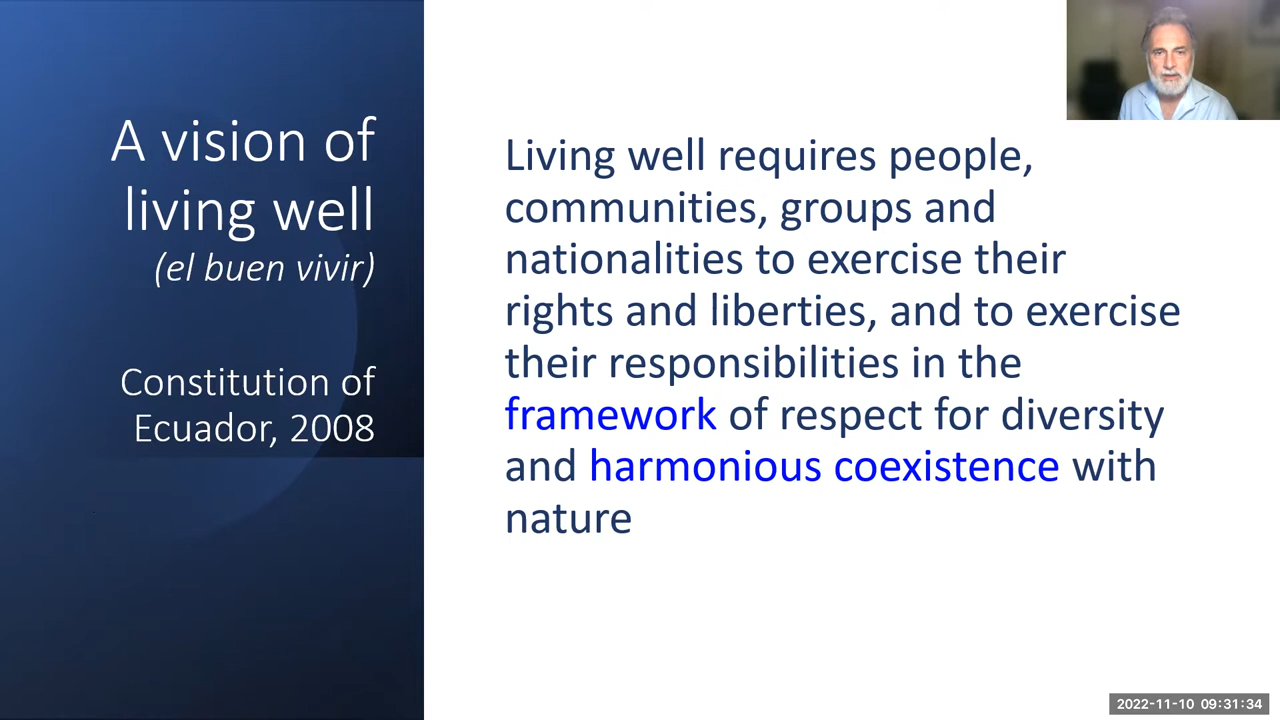 A vision of
living well
(el buen vivir)
Constitution of
Ecuador, 2008
Living well requires people,
communities, groups and
nationalities to exercise their
rights and liberties, and to exercise
their responsibilities in the
framework of respect for diversity
and harmonious coexistence with
nature
2022-11-10 09:31:34